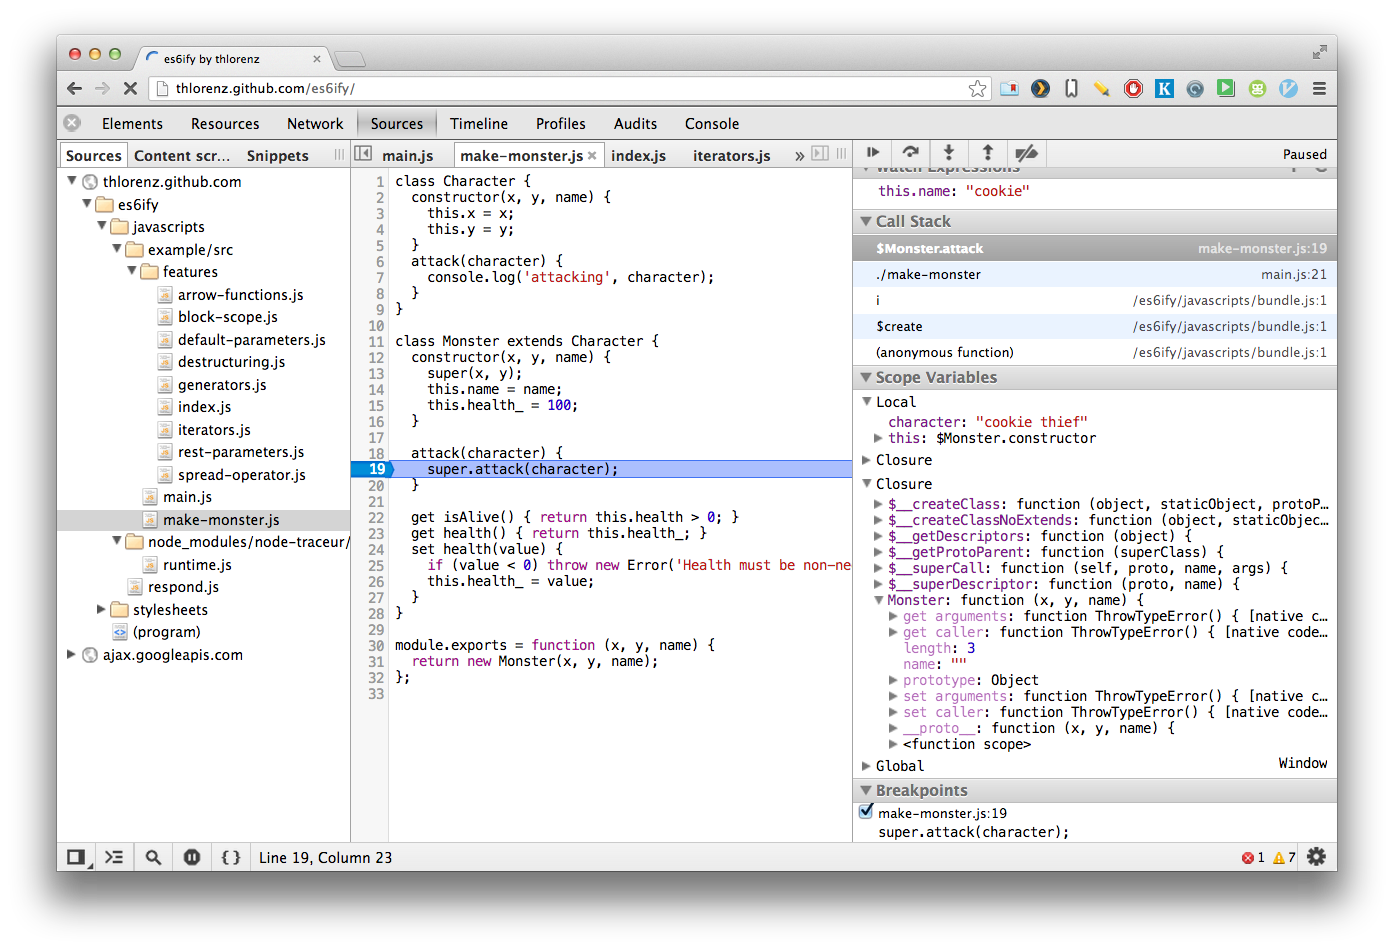 es6ify by thlorenz
thlorenz.github.com/es6ify/
Elements Resources Network Sources Timeline Profiles Audits Console
Sources Content scr... Snippets
main.js make-monster.js index.js iterators.js »
Paused
thlorenz.github.com
es6ify
javascripts
example/src
features
arrow-functions.js
block-scope.js
default-parameters.js
destructuring.js
generators.js
index.js
iterators.js
rest-parameters.js
spread-operator.js
main.js
make-monster.js
node_modules/node-traceur/
runtime.js
respond.js
stylesheets
(program)
ajax.googleapis.com
1 class Character {
2 constructor(x, y, name) {
3 this.x = x;
4 this.y = y;
5 }
6 attack(character) {
7 console.log('attacking', character);
8 }
9 }
10
11 class Monster extends Character {
12 constructor(x, y, name) {
13 super(x, y);
14 this.name = name;
15 this.health_ = 100;
16 }
17
18 attack(character) {
19 super.attack(character);
20 }
21
22 get isAlive() { return this.health > 0; }
23 get health() { return this.health_; }
24 set health(value) {
25 if (value < 0) throw new Error('Health must be non-ne
26 this.health_ = value;
27 }
28 }
29
30 module.exports = function (x, y, name) {
31 return new Monster(x, y, name);
32 };
33
Watch Expressions
this.name: "cookie"
Call Stack
$Monster.attack make-monster.js:19
./make-monster main.js:21
i /es6ify/javascripts/bundle.js:1
$create /es6ify/javascripts/bundle.js:1
(anonymous function) /es6ify/javascripts/bundle.js:1
Scope Variables
Local
character: "cookie thief"
this: $Monster.constructor
Closure
Closure
$__createClass: function (object, staticObject, protoP...
$__createClassNoExtends: function (object, staticObjec...
$__getDescriptors: function (object) {
$__getProtoParent: function (superClass) {
$__superCall: function (self, proto, name, args) {
$__superDescriptor: function (proto, name) {
Monster: function (x, y, name) {
get arguments: function ThrowTypeError() { [native c...
get caller: function ThrowTypeError() { [native code...
length: 3
name: ""
prototype: Object
set arguments: function ThrowTypeError() { [native c...
set caller: function ThrowTypeError() { [native code...
__proto__: function (x, y, name) {
<function scope>
Global Window
Breakpoints
make-monster.js:19
super.attack(character);
{} Line 19, Column 23
1 7